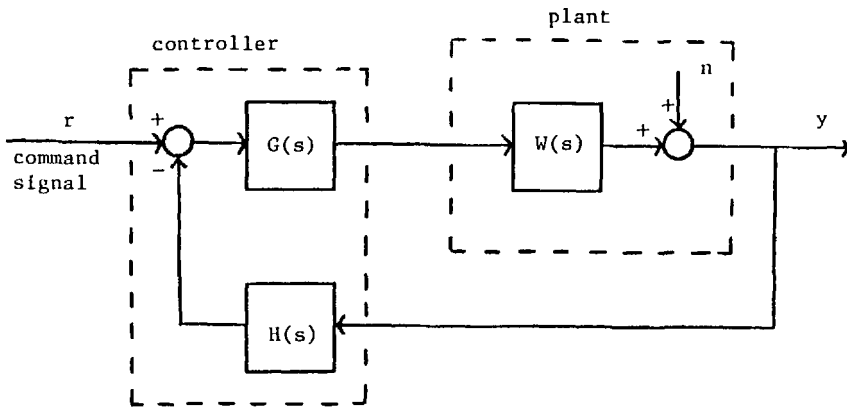 plant
controller
n
r
+
G(s)
W(s)
+
+
y
command
signal
−
H(s)